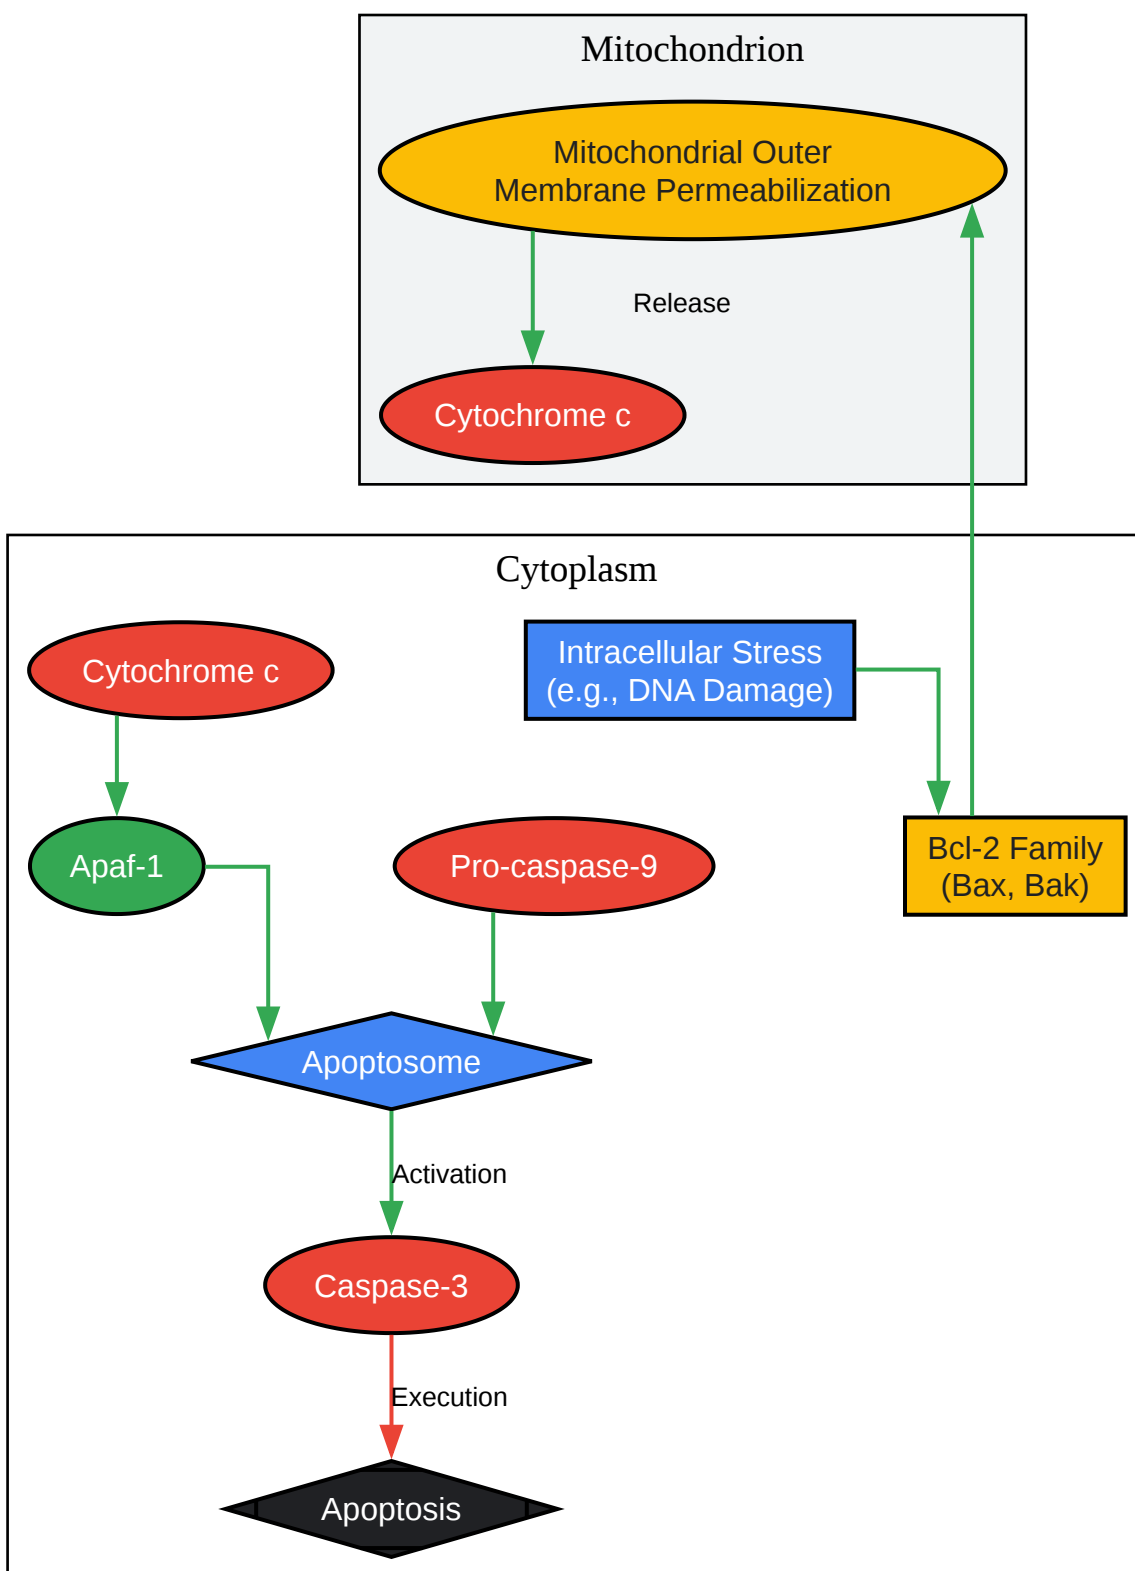 Mitochondrion
Mitochondrial Outer
Membrane Permeabilization
Release
Cytochrome c
Cytoplasm
Cytochrome c
Intracellular Stress
(e.g., DNA Damage)
Apaf-1
Pro-caspase-9
Bcl-2 Family
(Bax, Bak)
Apoptosome
Activation
Caspase-3
Execution
Apoptosis